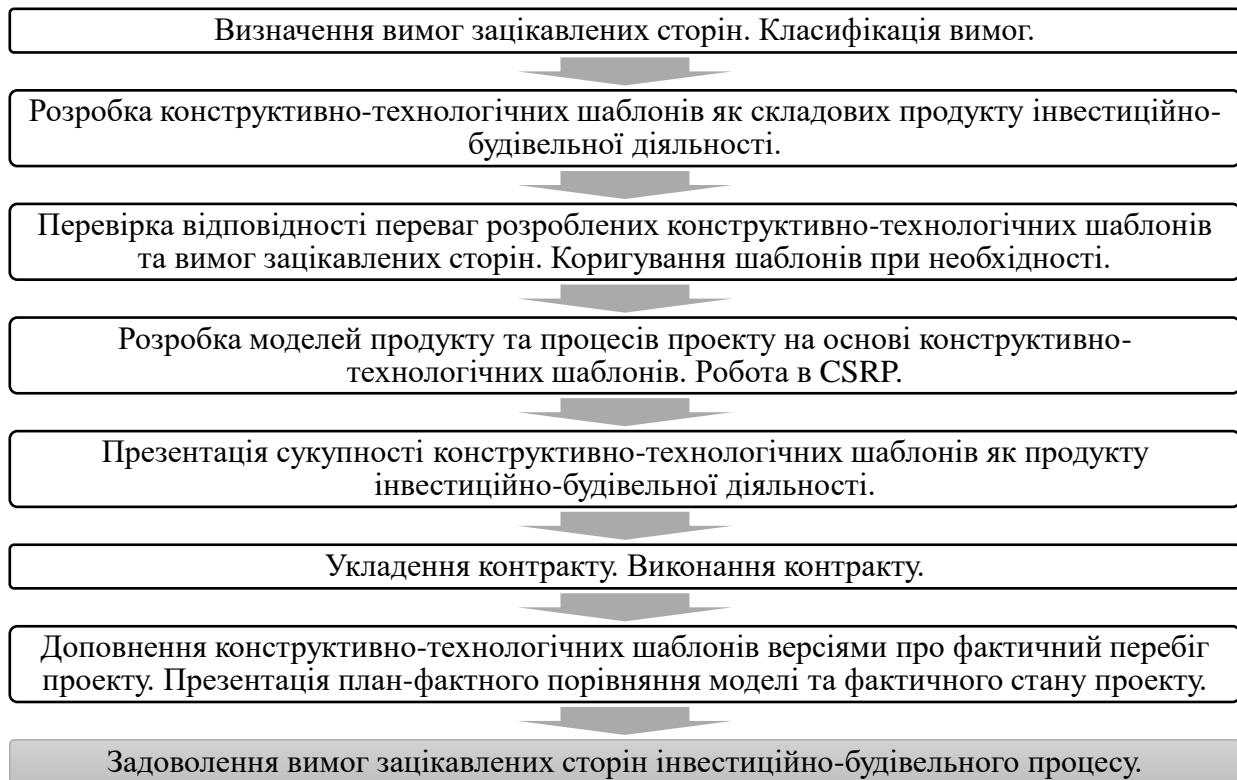 Визначення вимог зацікавлених сторін. Класифікація вимог.
Розробка конструктивно-технологічних шаблонів як складових продукту інвестиційно-
будівельної діяльності.
Перевірка відповідності переваг розроблених конструктивно-технологічних шаблонів
та вимог зацікавлених сторін. Коригування шаблонів при необхідності.
Розробка моделей продукту та процесів проекту на основі конструктивно-
технологічних шаблонів. Робота в CSRP.
Презентація сукупності конструктивно-технологічних шаблонів як продукту
інвестиційно-будівельної діяльності.
Укладення контракту. Виконання контракту.
Доповнення конструктивно-технологічних шаблонів версіями про фактичний перебіг
проекту. Презентація план-фактного порівняння моделі та фактичного стану проекту.
Задоволення вимог зацікавлених сторін інвестиційно-будівельного процесу.